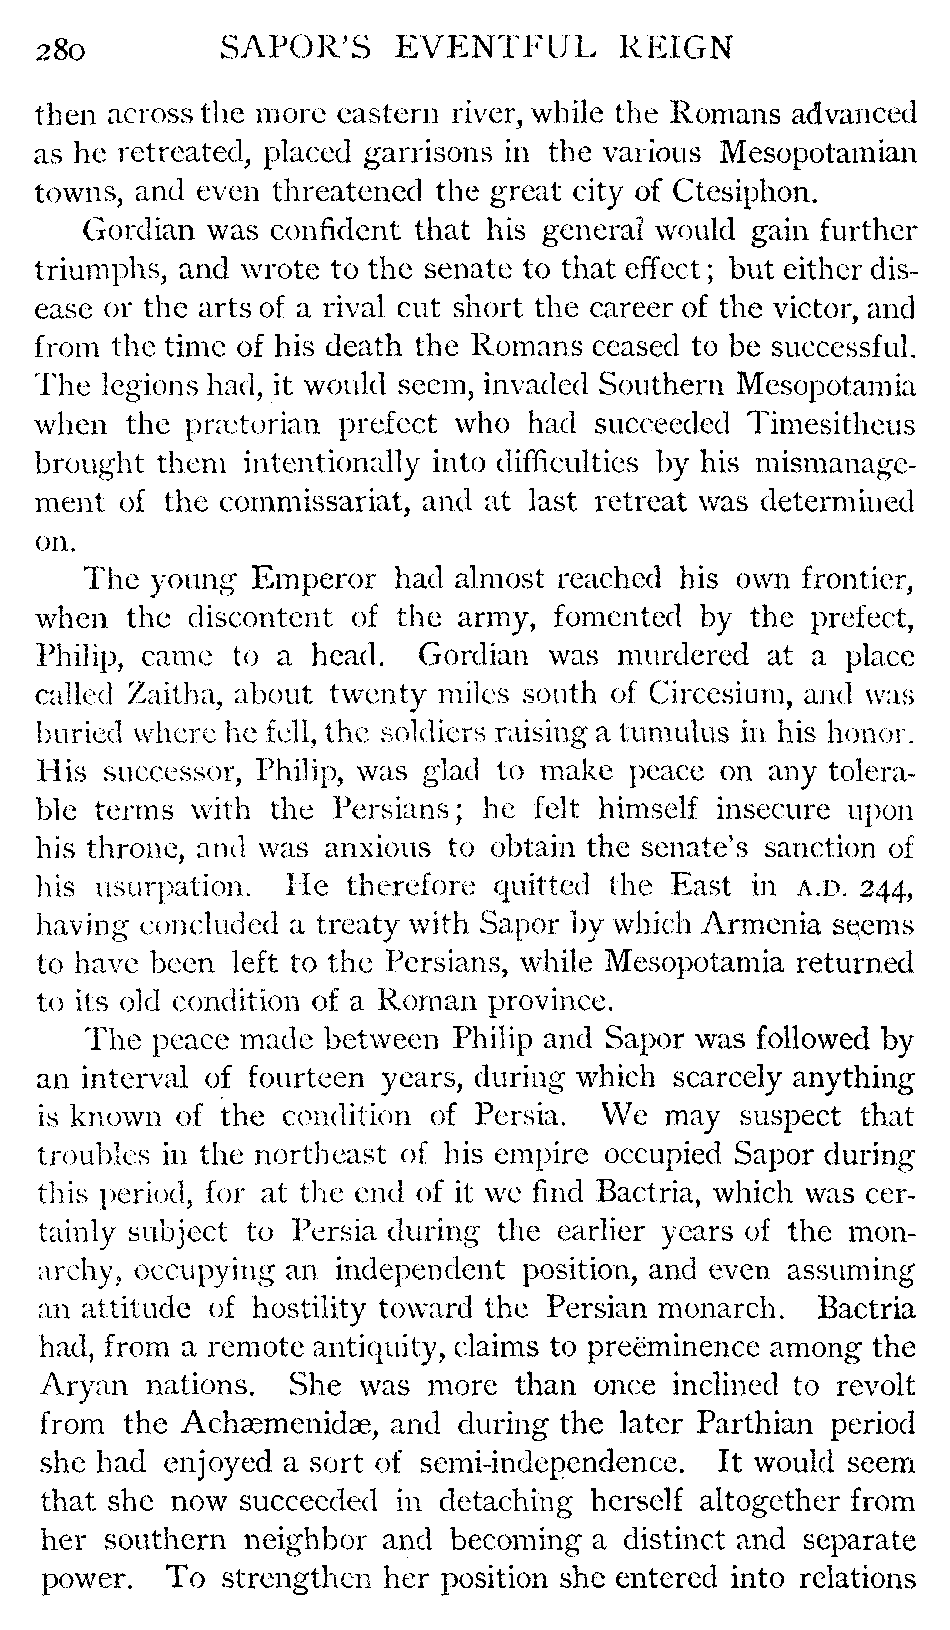 280 SAPOR'S EVENTFUL REIGN
then across the more eastern river, while the Romans advanced
as he retreated, placed garrisons in the various Mesopotamian
towns, and even threatened the great city of Ctesiphon.
Gordian was confident that his general would gain further
triumphs, and wrote to the senate to that effect; but either dis-
ease or the arts of a rival cut short the career of the victor, and
from the time of his death the Romans ceased to be successful.
The legions had, it would seem, invaded Southern Mesopotamia
when the prætorian prefect who had succeeded Timesitheus
brought them intentionally into difficulties by his mismanage-
ment of the commissariat, and at last retreat was determined
on.
The young Emperor had almost reached his own frontier,
when the discontent of the army, fomented by the prefect,
Philip, came to a head. Gordian was murdered at a place
called Zaitha, about twenty miles south of Circesium, and was
buried where he fell, the soldiers raising a tumulus in his honor.
His successor, Philip, was glad to make peace on any tolera-
ble terms with the Persians; he felt himself insecure upon
his throne, and was anxious to obtain the senate's sanction of
his usurpation. He therefore quitted the East in A.D. 244,
having concluded a treaty with Sapor by which Armenia seems
to have been left to the Persians, while Mesopotamia returned
to its old condition of a Roman province.
The peace made between Philip and Sapor was followed by
an interval of fourteen years, during which scarcely anything
is known of the condition of Persia. We may suspect that
troubles in the northeast of his empire occupied Sapor during
this period, for at the end of it we find Bactria, which was cer-
tainly subject to Persia during the earlier years of the mon-
archy, occupying an independent position, and even assuming
an attitude of hostility toward the Persian monarch. Bactria
had, from a remote antiquity, claims to preëminence among the
Aryan nations. She was more than once inclined to revolt
from the Achæmenidæ, and during the later Parthian period
she had enjoyed a sort of semi-independence. It would seem
that she now succeeded in detaching herself altogether from
her southern neighbor and becoming a distinct and separate
power. To strengthen her position she entered into relations